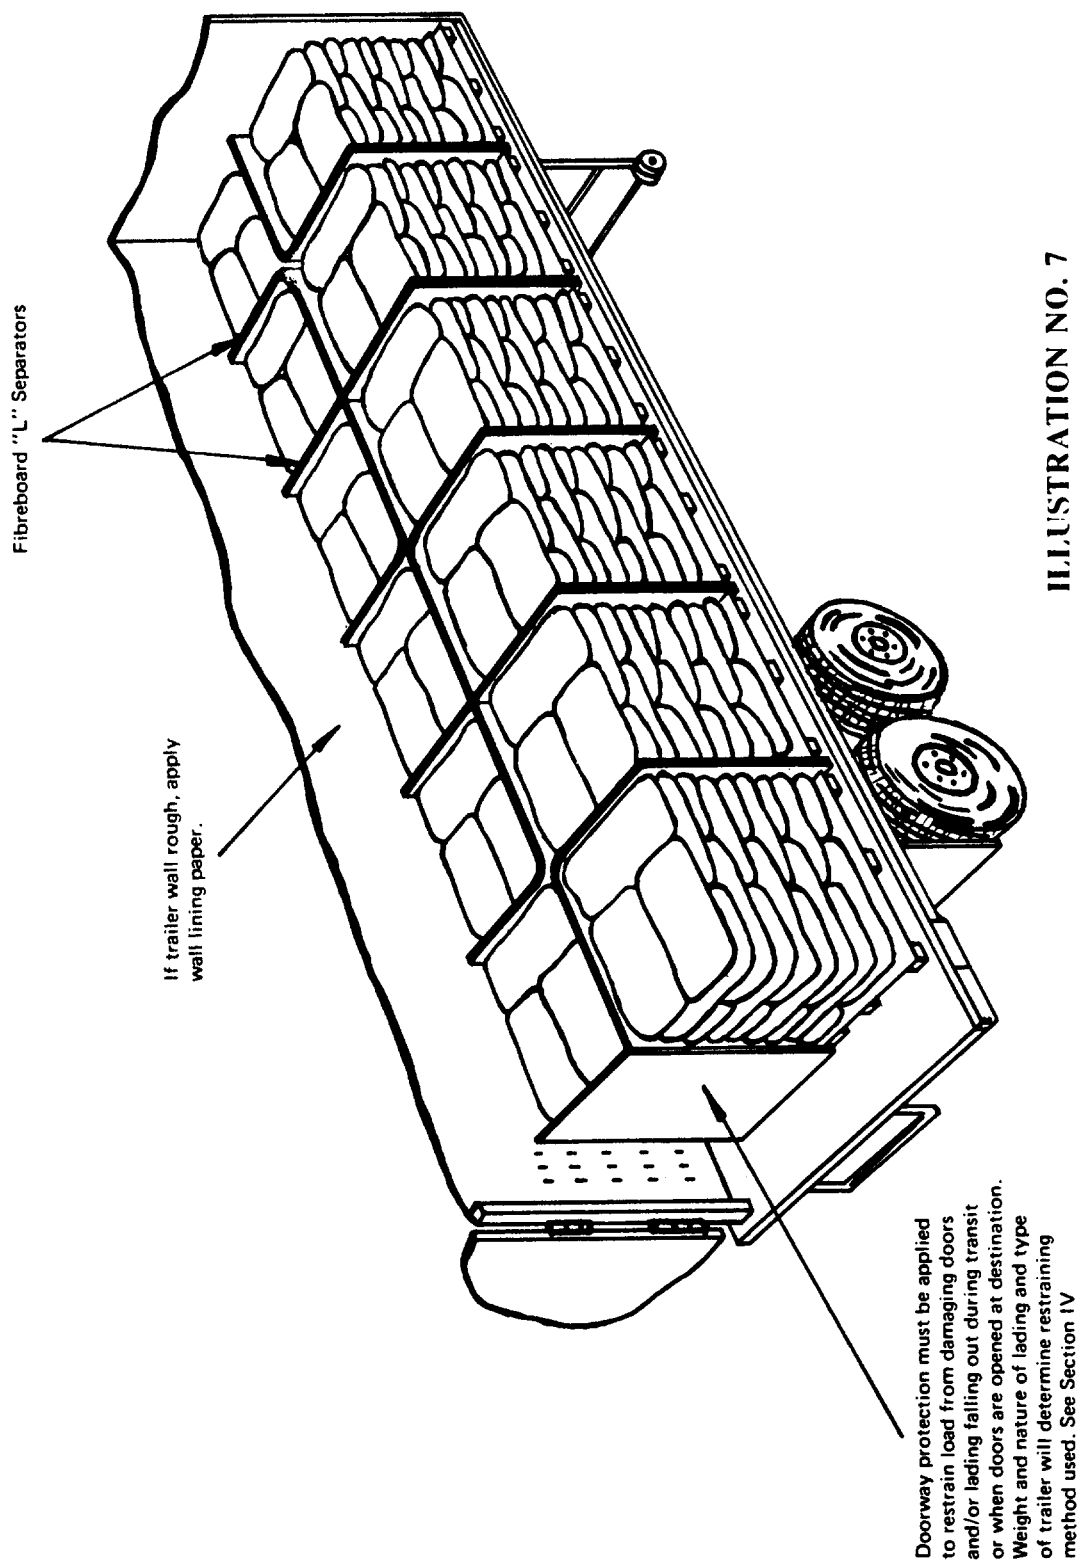 Fibreboard "L" Separators
If trailer wall rough, apply
wall lining paper.
Doorway protection must be applied
to restrain load from damaging doors
and/or lading falling out during transit
or when doors are opened at destination.
Weight and nature of lading and type
of trailer will determine restraining
method used. See Section IV
ILLUSTRATION NO. 7